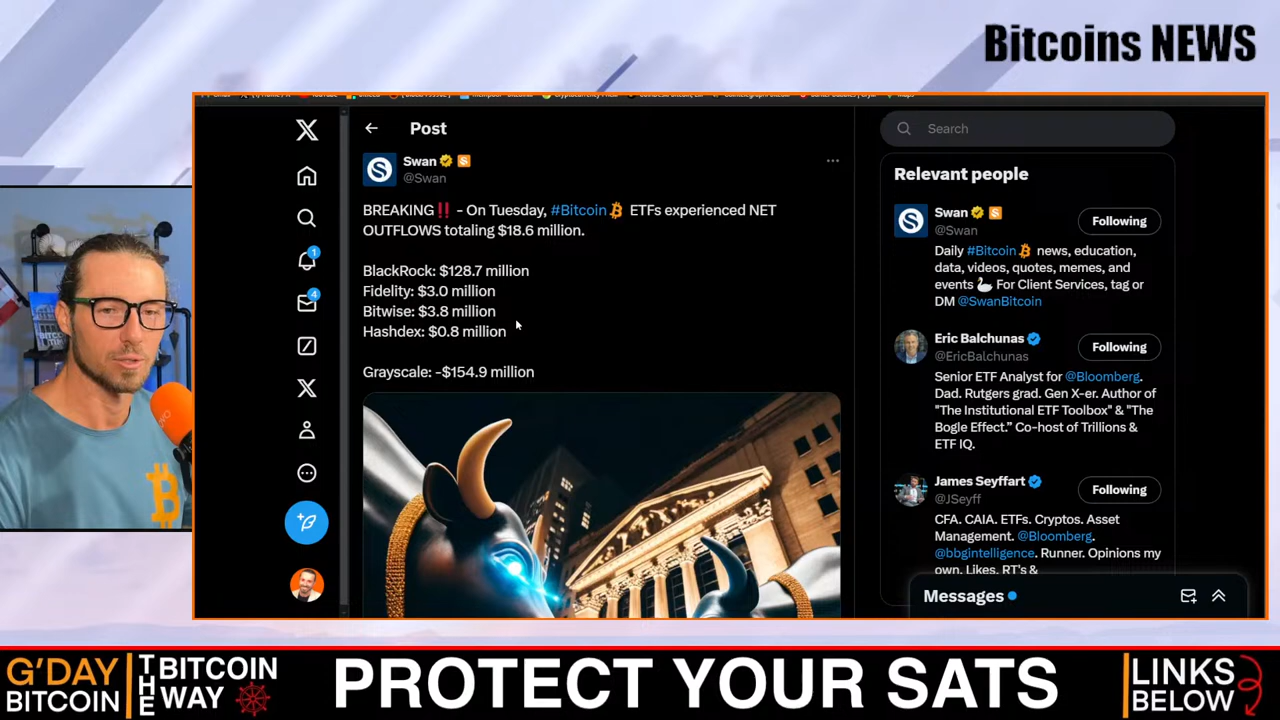 Bitcoins NEWS
Post
Search
Swan
@Swan
BREAKING‼️ - On Tuesday, #Bitcoin ETFs experienced NET
OUTFLOWS totaling $18.6 million.
BlackRock: $128.7 million
Fidelity: $3.0 million
Bitwise: $3.8 million
Hashdex: $0.8 million
Grayscale: -$154.9 million
1
4
Relevant people
Swan
@Swan
Following
Daily #Bitcoin news, education,
data, videos, quotes, memes, and
events 🦢 For Client Services, tag or
DM @SwanBitcoin
Eric Balchunas
@EricBalchunas
Following
Senior ETF Analyst for @Bloomberg.
Dad. Rutgers grad. Gen X-er. Author of
"The Institutional ETF Toolbox" & "The
Bogle Effect." Co-host of Trillions &
ETF IQ.
James Seyffart
@JSeyff
Following
CFA. CAIA. ETFs. Cryptos. Asset
Management. @Bloomberg.
@bbgintelligence. Runner. Opinions my
own. Likes, RT's &
Messages
G'DAY
BITCOIN
THE
BITCOIN
WAY
PROTECT YOUR SATS
LINKS
BELOW